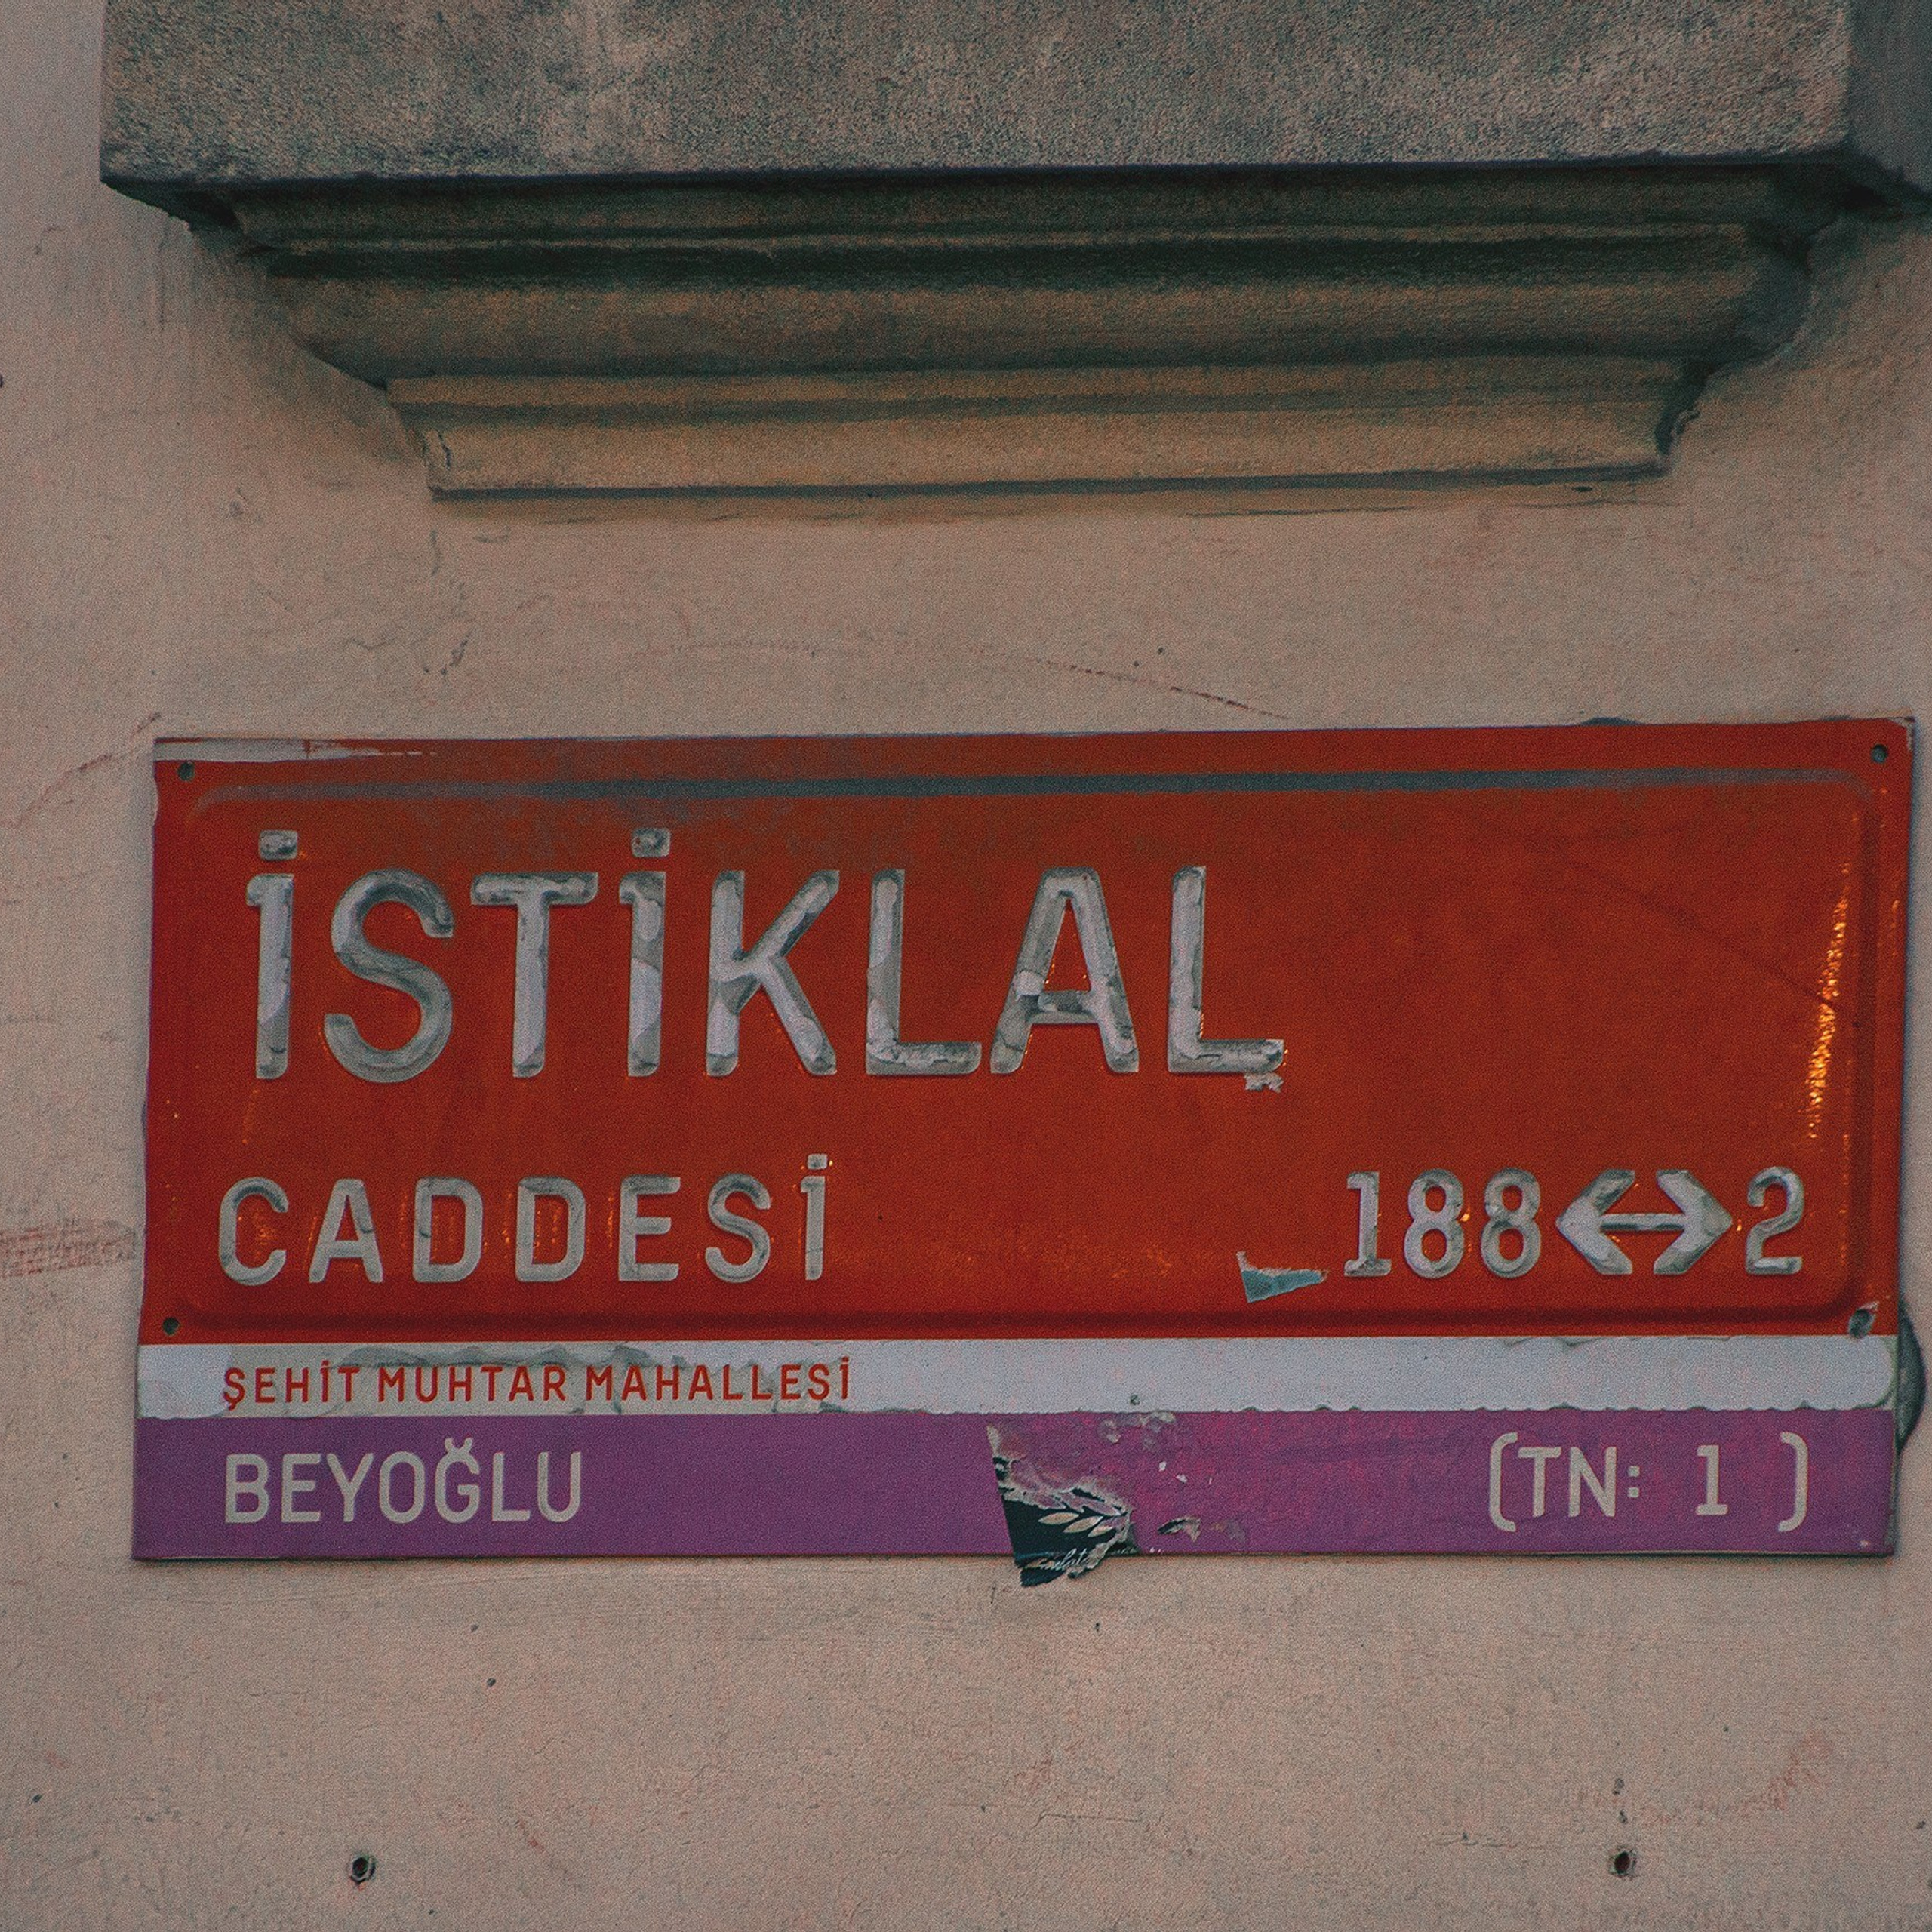 İSTİKLAL
CADDESİ 188↔2
ŞEHİT MUHTAR MAHALLESİ
BEYOĞLU (TN: 1 )